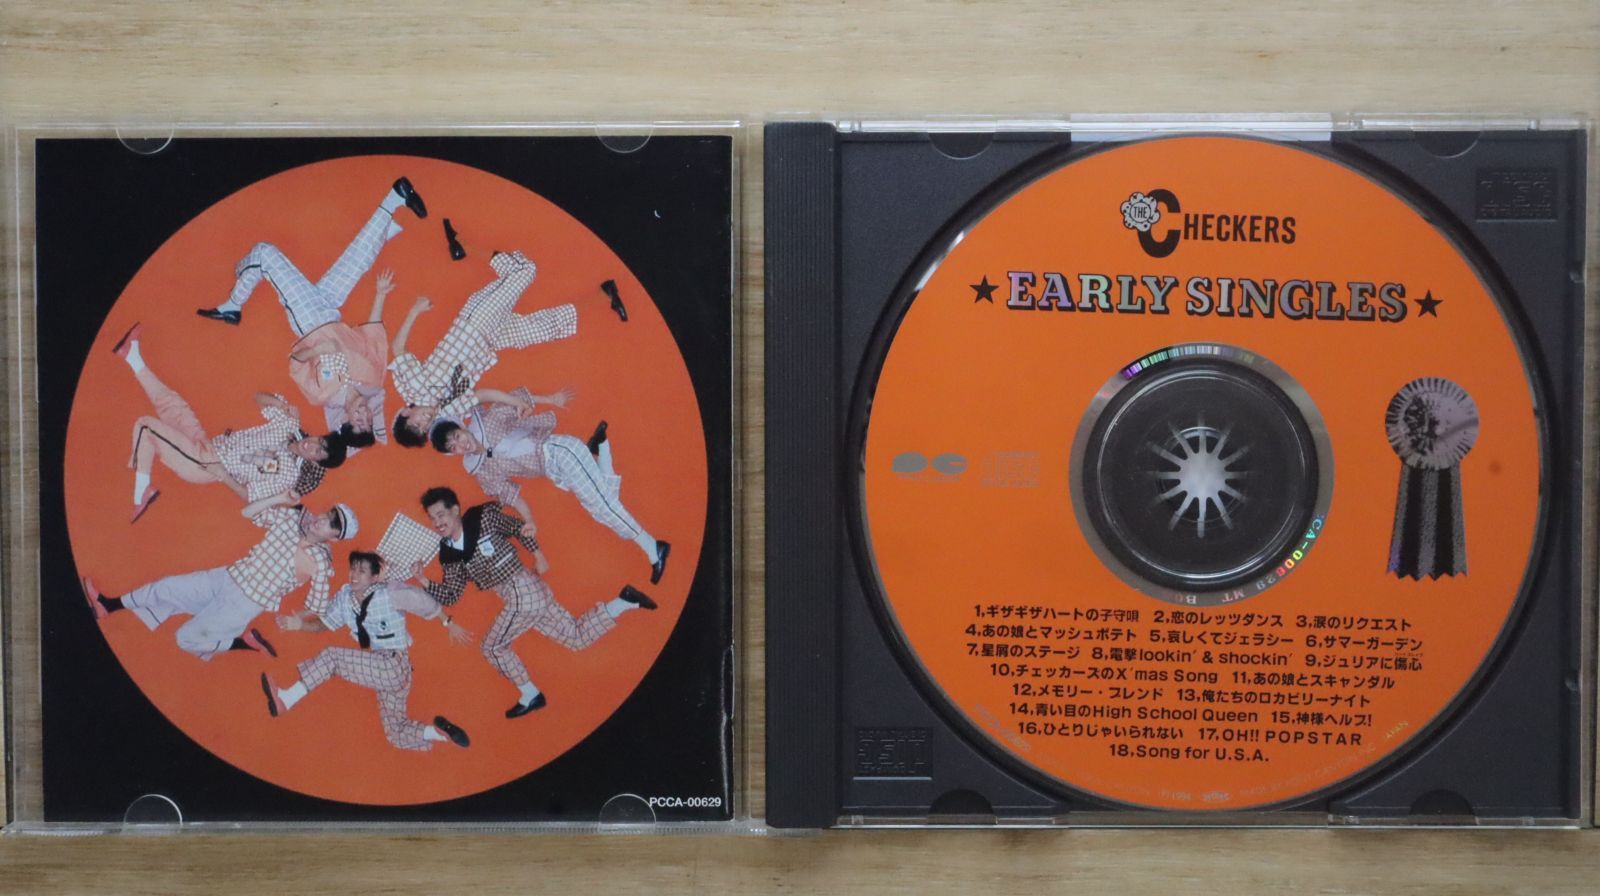 PCCA-00629
THE CHECKERS
★EARLY SINGLES★
1,ギザギザハートの子守唄 2,恋のレッツダンス 3,涙のリクエスト
4,あの娘とマッシュポテト 5,哀しくてジェラシー 6,サマーガーデン
7,星屑のステージ 8,電撃lookin' & shockin' 9,ジュリアに傷心
10,チェッカーズのX'mas Song 11,あの娘とスキャンダル
12,メモリー・ブレンド 13,俺たちのロカビリーナイト
14,青い目のHigh School Queen 15,神様ヘルプ!
16,ひとりじゃいられない 17,OH!! POPSTAR
18,Song for U.S.A.